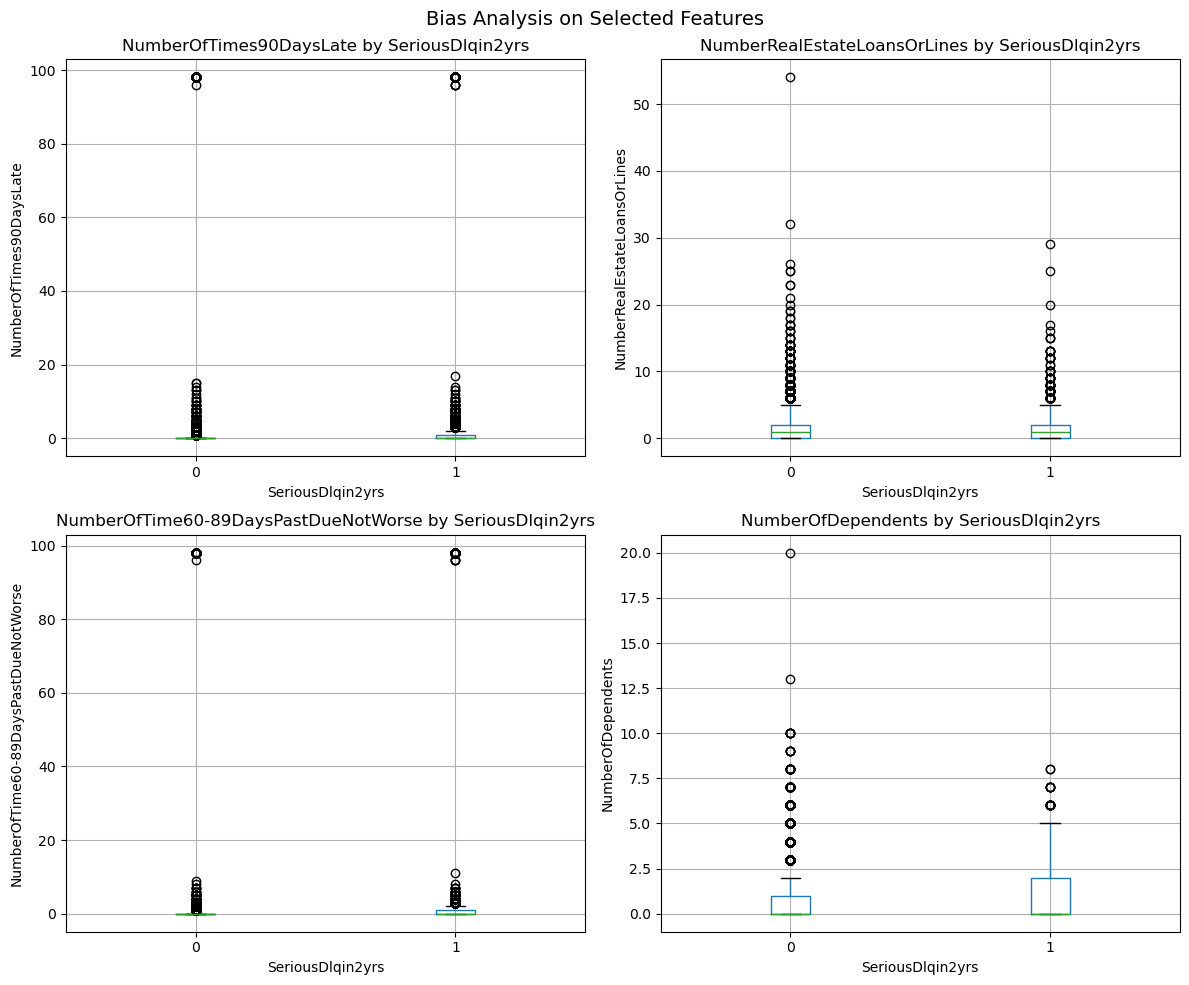 Bias Analysis on Selected Features
NumberOfTimes90DaysLate by SeriousDlqin2yrs
NumberOfTimes90DaysLate
100
80
60
40
20
0
0
1
SeriousDlqin2yrs
NumberRealEstateLoansOrLines by SeriousDlqin2yrs
NumberRealEstateLoansOrLines
50
40
30
20
10
0
0
1
SeriousDlqin2yrs
NumberOfTime60-89DaysPastDueNotWorse by SeriousDlqin2yrs
NumberOfTime60-89DaysPastDueNotWorse
100
80
60
40
20
0
0
1
SeriousDlqin2yrs
NumberOfDependents by SeriousDlqin2yrs
NumberOfDependents
20.0
17.5
15.0
12.5
10.0
7.5
5.0
2.5
0.0
0
1
SeriousDlqin2yrs